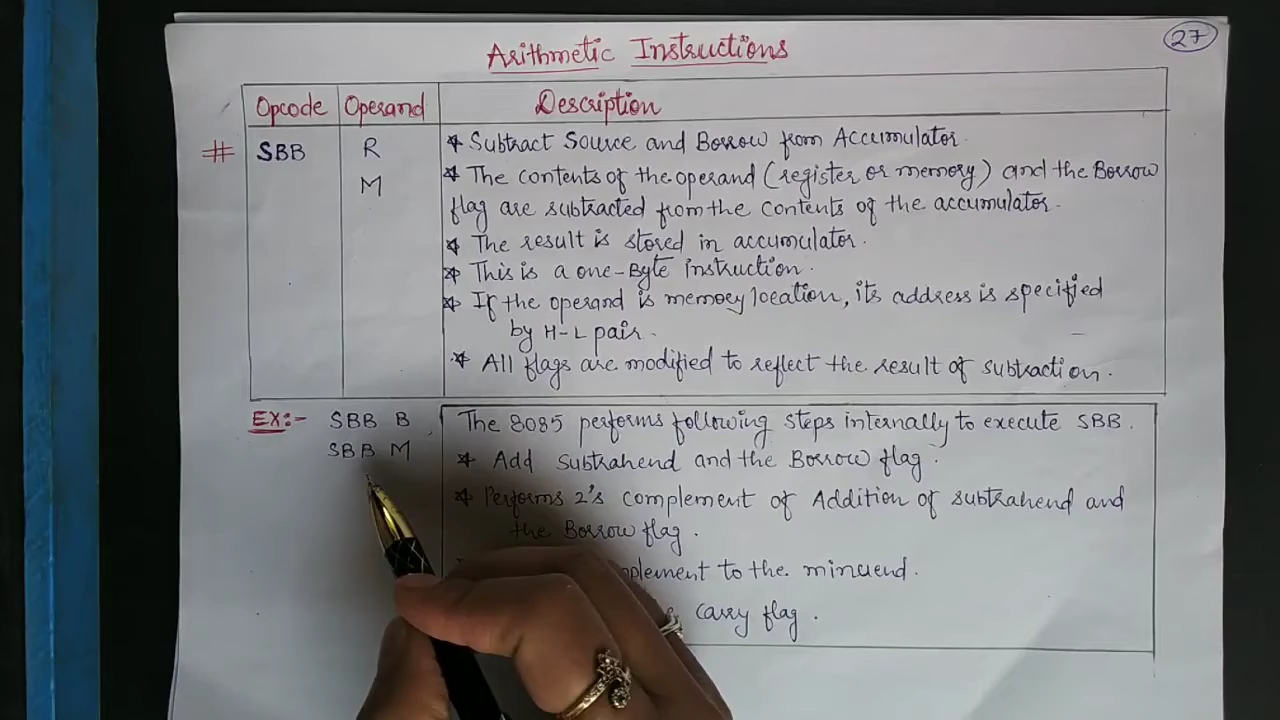 27
Arithmetic Instructions
Opcode Operand Description
# SBB R * Subtract Source and Borrow from Accumulator.
M * The contents of the operand (register or memory) and the Borrow
flag are subtracted from the contents of the accumulator.
* The result is stored in accumulator.
* This is a one-Byte instruction.
* If the operand is memory location, its address is specified
by H-L pair.
* All flags are modified to reflect the result of subtraction.
EX:- SBB B The 8085 performs following steps internally to execute SBB.
SBB M * Add Subtrahend and the Borrow flag.
* Performs 2's complement of Addition of subtrahend and
the Borrow flag.
to the minuend.
carry flag.